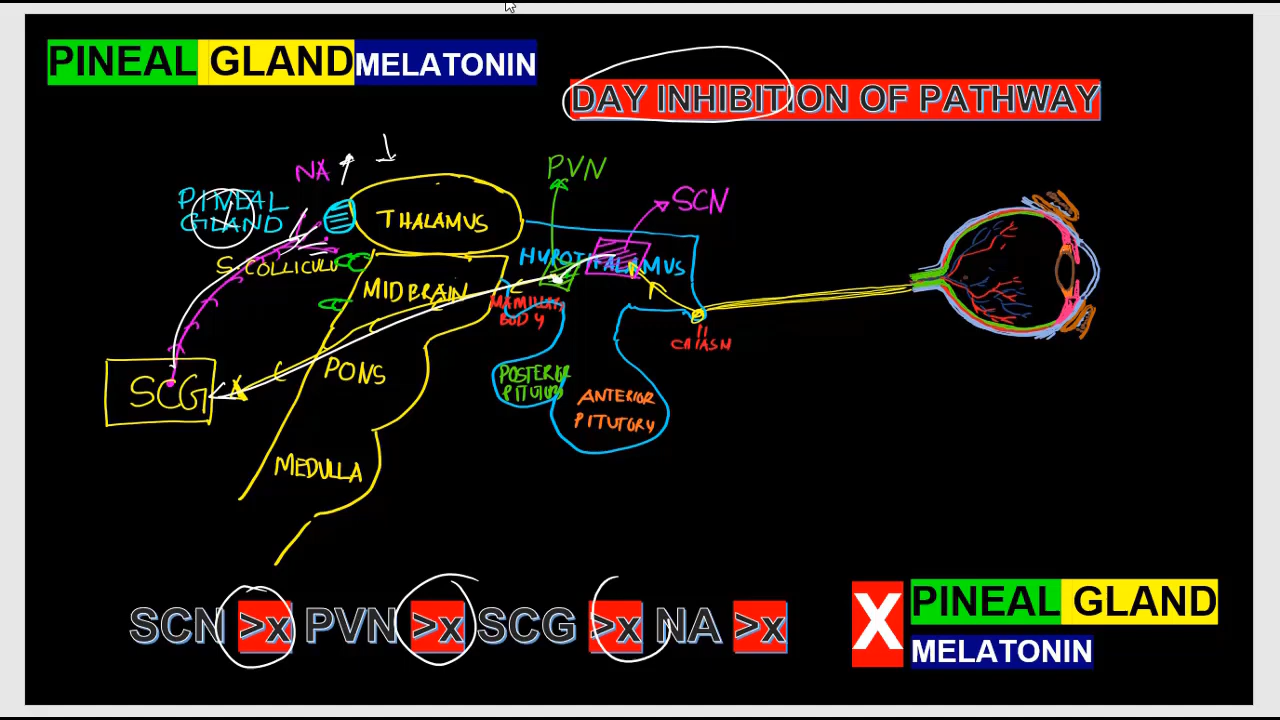 PINEAL GLAND MELATONIN
DAY INHIBITION OF PATHWAY
NA
PVN
PINEAL
GLAND
THALAMUS
SCN
S.COLLICULU
HYPOTHALAMUS
MIDBRAIN
MAMILLARY
BODY
CHIASM
PONS
SCG
POSTERIOR
PITUTORY
ANTERIOR
PITUTORY
MEDULLA
SCN >x PVN >x SCG >x NA >x
X PINEAL GLAND
MELATONIN